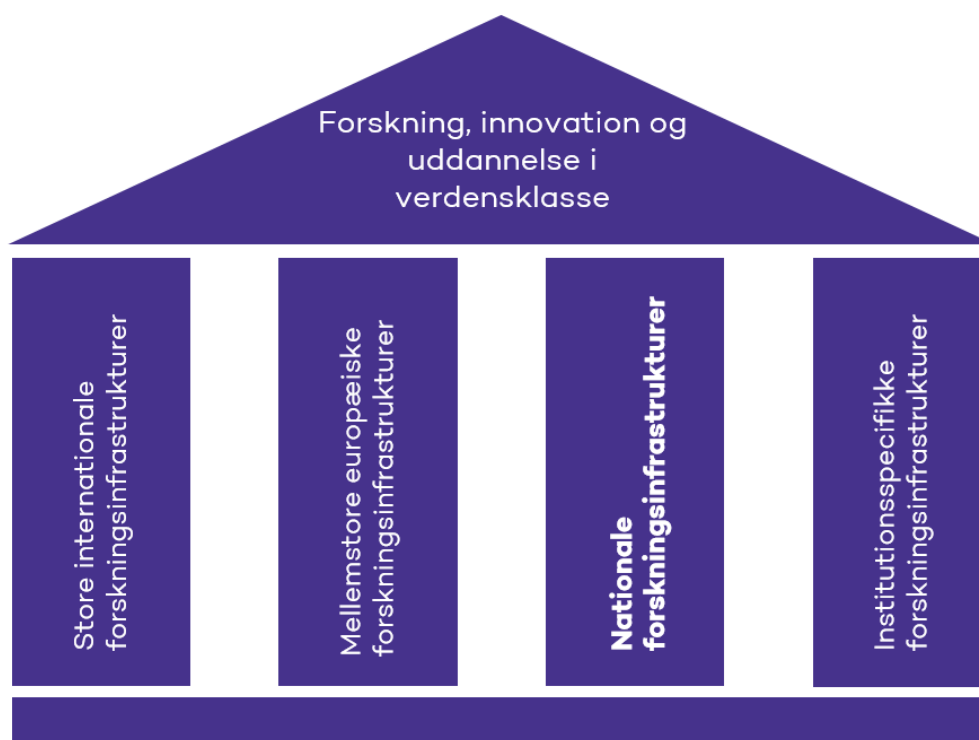 Forskning, innovation og
uddannelse i
verdensklasse
Store internationale
forskningsinfrastrukturer
Mellemstore europæiske
forskningsinfrastrukturer
Nationale
forskningsinfrastrukturer
Institutionsspecifikke
forskningsinfrastrukturer